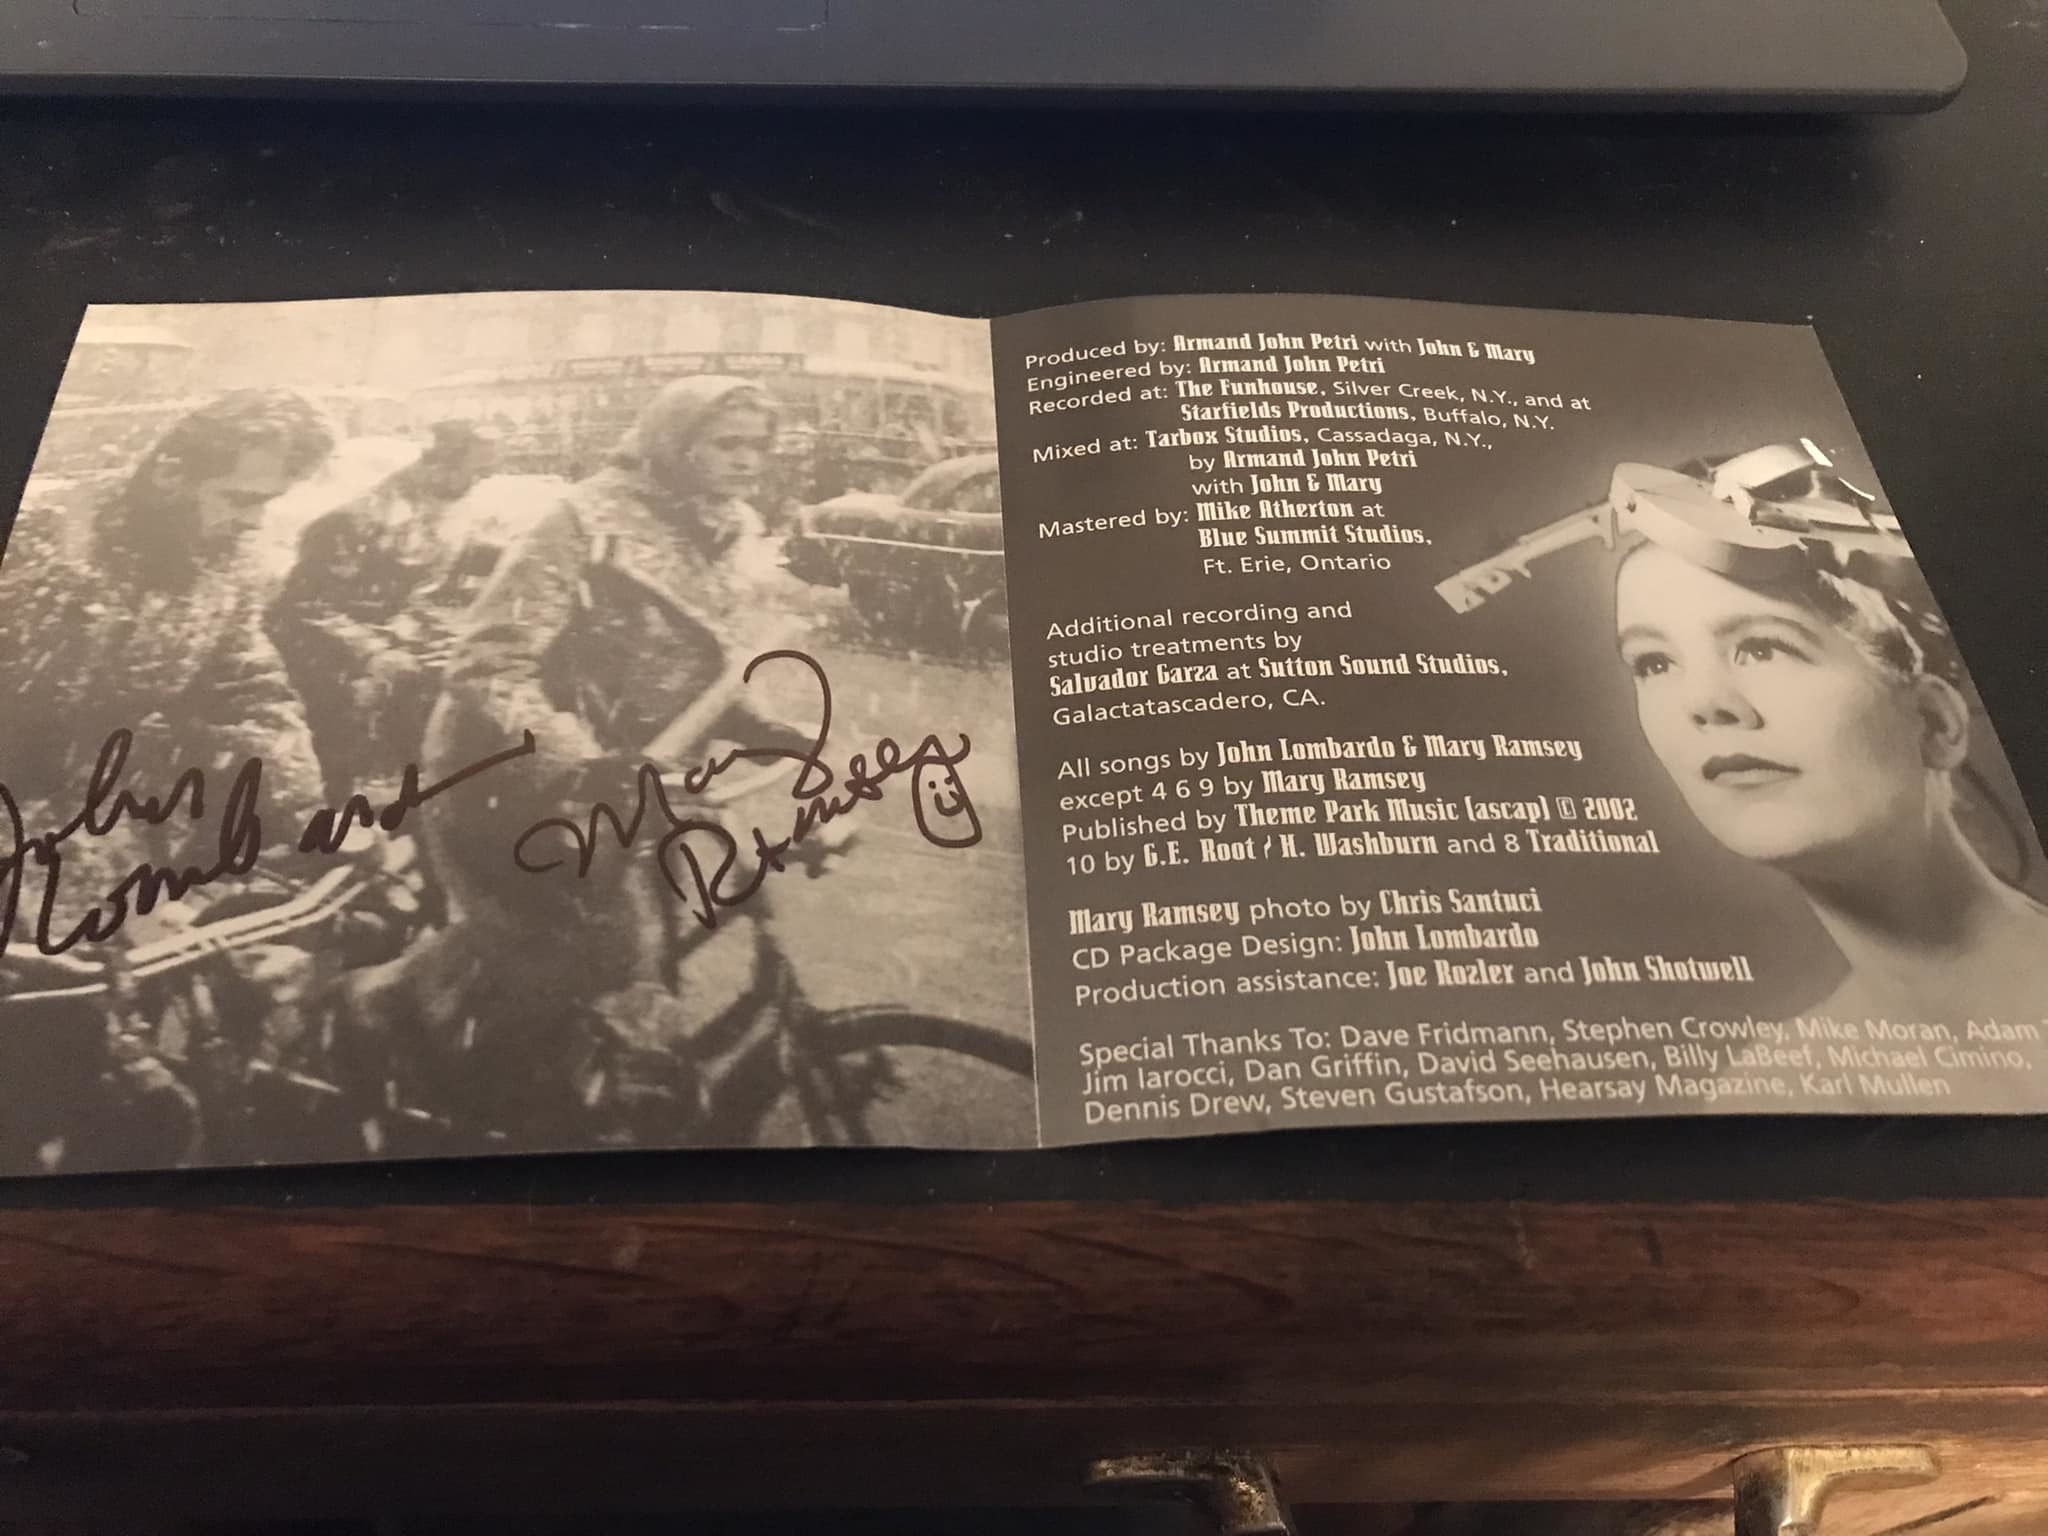 John
Lombardo
Mary
Ramsey
Produced by: Armand John Petri with John & Mary
Engineered by: Armand John Petri
Recorded at: The Funhouse, Silver Creek, N.Y., and at
Starfields Productions, Buffalo, N.Y.
Mixed at: Tarbox Studios, Cassadaga, N.Y.,
by Armand John Petri
with John & Mary
Mastered by: Mike Atherton at
Blue Summit Studios,
Ft. Erie, Ontario
Additional recording and
studio treatments by
Salvador Garza at Sutton Sound Studios,
Galactatascadero, CA.
All songs by John Lombardo & Mary Ramsey
except 4 6 9 by Mary Ramsey
Published by Theme Park Music (ascap) © 2002
10 by G.E. Root / H. Washburn and 8 Traditional
Mary Ramsey photo by Chris Santuci
CD Package Design: John Lombardo
Production assistance: Joe Rozler and John Shotwell
Special Thanks To: Dave Fridmann, Stephen Crowley, Mike Moran, Adam
Jim Iarocci, Dan Griffin, David Seehausen, Billy LaBeef, Michael Cimino,
Dennis Drew, Steven Gustafson, Hearsay Magazine, Karl Mullen